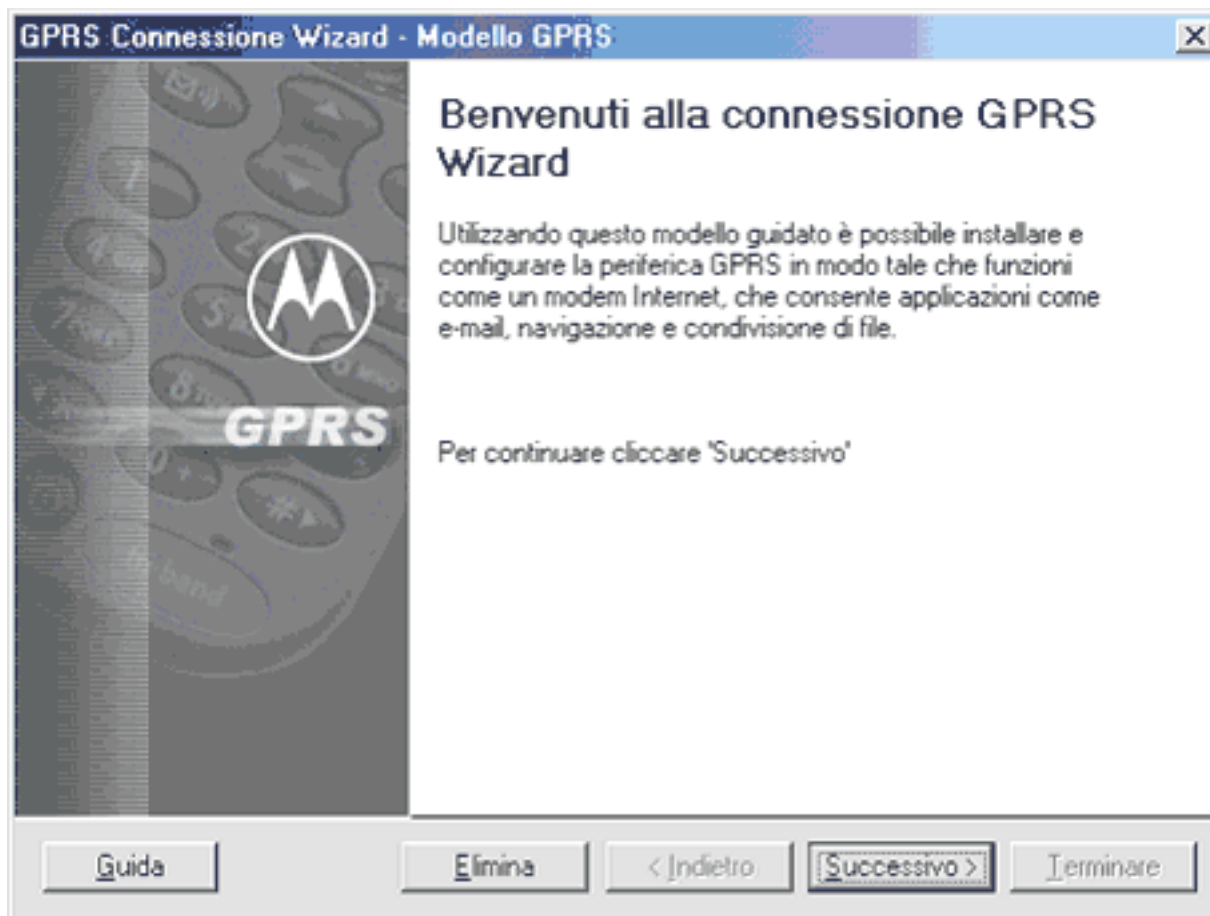 GPRS Connessione Wizard - Modello GPRS
Benvenuti alla connessione GPRS
Wizard
Utilizzando questo modello guidato è possibile installare e
configurare la periferica GPRS in modo tale che funzioni
come un modem Internet, che consente applicazioni come
e-mail, navigazione e condivisione di file.
GPRS
Per continuare cliccare 'Successivo'
Guida
Elimina
< Indietro
Successivo >
Terminare